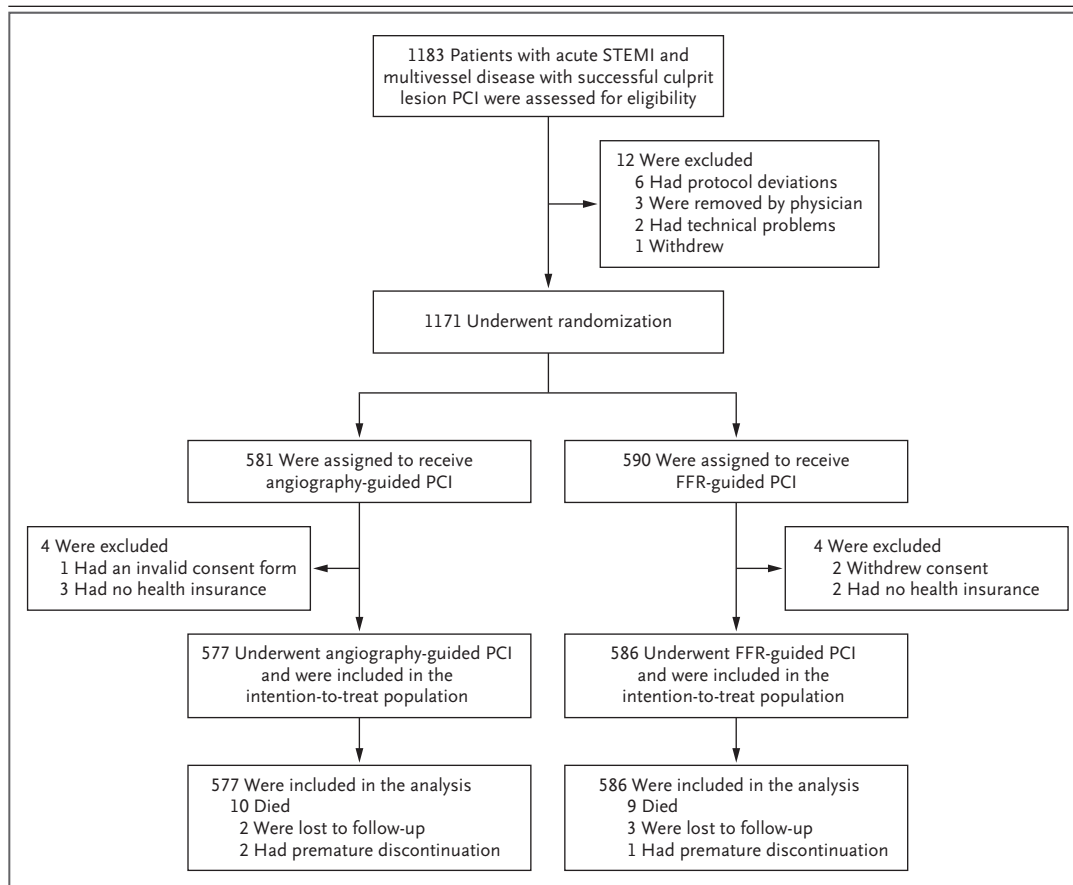 1183 Patients with acute STEMI and
multivessel disease with successful culprit
lesion PCI were assessed for eligibility
12 Were excluded
6 Had protocol deviations
3 Were removed by physician
2 Had technical problems
1 Withdrew
1171 Underwent randomization
581 Were assigned to receive
angiography-guided PCI
590 Were assigned to receive
FFR-guided PCI
4 Were excluded
1 Had an invalid consent form
3 Had no health insurance
4 Were excluded
2 Withdrew consent
2 Had no health insurance
577 Underwent angiography-guided PCI
and were included in the
intention-to-treat population
586 Underwent FFR-guided PCI
and were included in the
intention-to-treat population
577 Were included in the analysis
10 Died
2 Were lost to follow-up
2 Had premature discontinuation
586 Were included in the analysis
9 Died
3 Were lost to follow-up
1 Had premature discontinuation